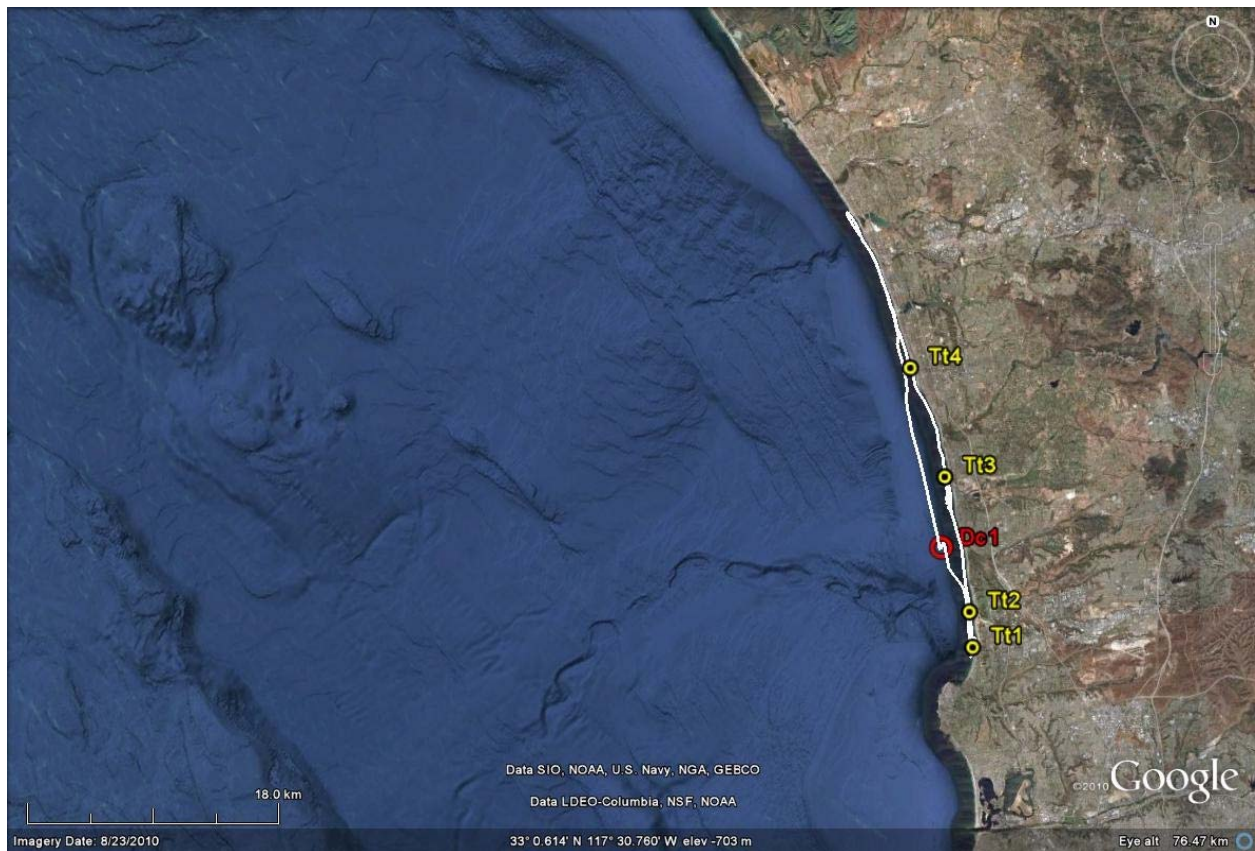 N
Tt4
Tt3
Dc1
Tt2
Tt1
Data SIO, NOAA, U.S. Navy, NGA, GEBCO
Data LDEO-Columbia, NSF, NOAA
18.0 km
©2010 Google
Imagery Date: 8/23/2010 33° 0.614' N 117° 30.760' W elev -703 m Eye alt 76.47 km